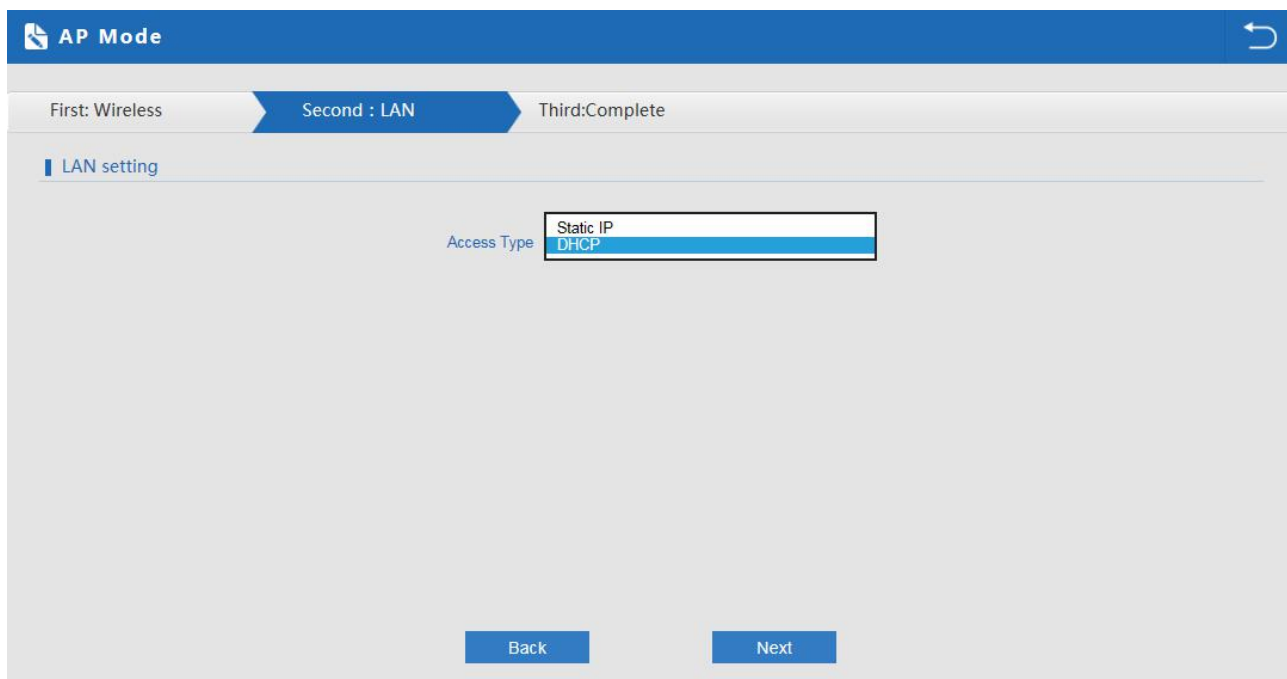 AP Mode
First: Wireless Second : LAN Third:Complete
LAN setting
Static IP
Access Type DHCP
Back Next